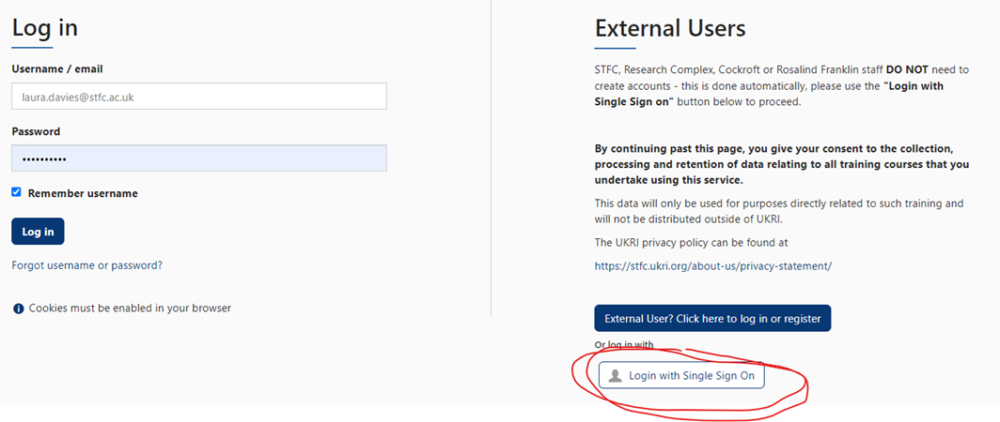 Log in
Username / email
laura.davies@stfc.ac.uk
Password
••••••••••
Remember username
Log in
Forgot username or password?
Cookies must be enabled in your browser
External Users
STFC, Research Complex, Cockroft or Rosalind Franklin staff DO NOT need to
create accounts - this is done automatically, please use the "Login with
Single Sign on" button below to proceed.
By continuing past this page, you give your consent to the collection,
processing and retention of data relating to all training courses that you
undertake using this service.
This data will only be used for purposes directly related to such training and
will not be distributed outside of UKRI.
The UKRI privacy policy can be found at
https://stfc.ukri.org/about-us/privacy-statement/
External User? Click here to log in or register
Or log in with
Login with Single Sign On